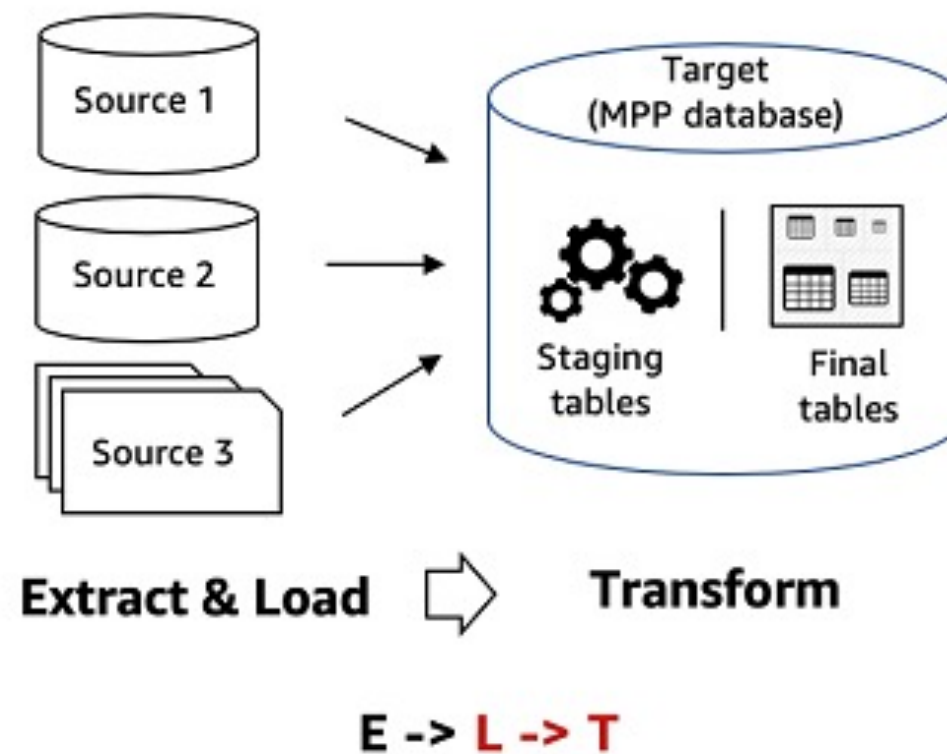 Source 1
Source 2
Source 3
Target
(MPP database)
Staging
tables
Final
tables
Extract & Load
Transform
E -> L -> T